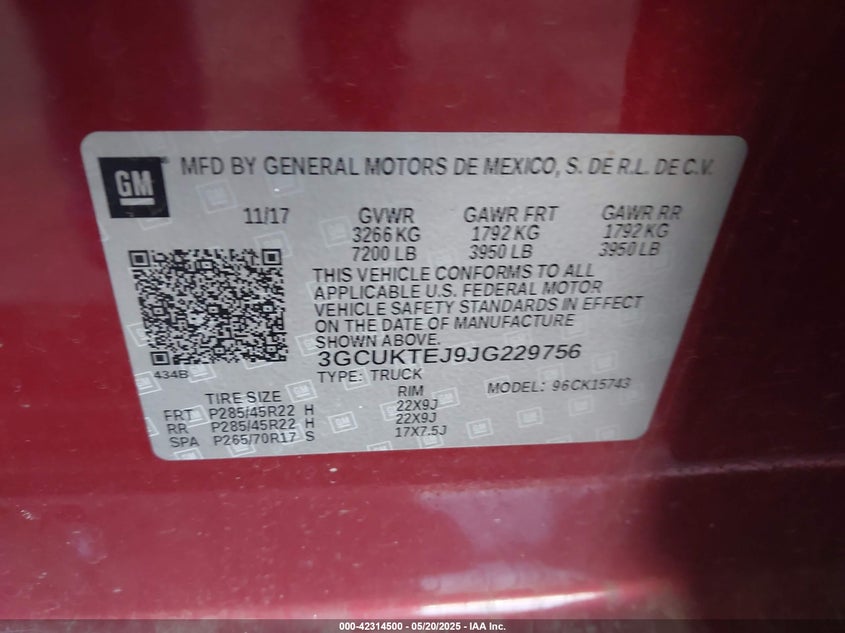 GM
MFD BY GENERAL MOTORS DE MEXICO, S. DE R.L. DE C.V.
11/17 GVWR GAWR FRT GAWR RR
3266 KG 1792 KG 1792 KG
7200 LB 3950 LB 3950 LB
THIS VEHICLE CONFORMS TO ALL
APPLICABLE U.S. FEDERAL MOTOR
VEHICLE SAFETY STANDARDS IN EFFECT
ON THE DATE OF MANUFACTURE
SHOWN ABOVE.
434B
3GCUKTEJ9JG229756
TYPE: TRUCK MODEL: 96CK15743
TIRE SIZE RIM
FRT P285/45R22 H 22X9J
RR P285/45R22 H 22X9J
SPA P265/70R17 S 17X7.5J
000-42314500 - 05/20/2025 - IAA Inc.